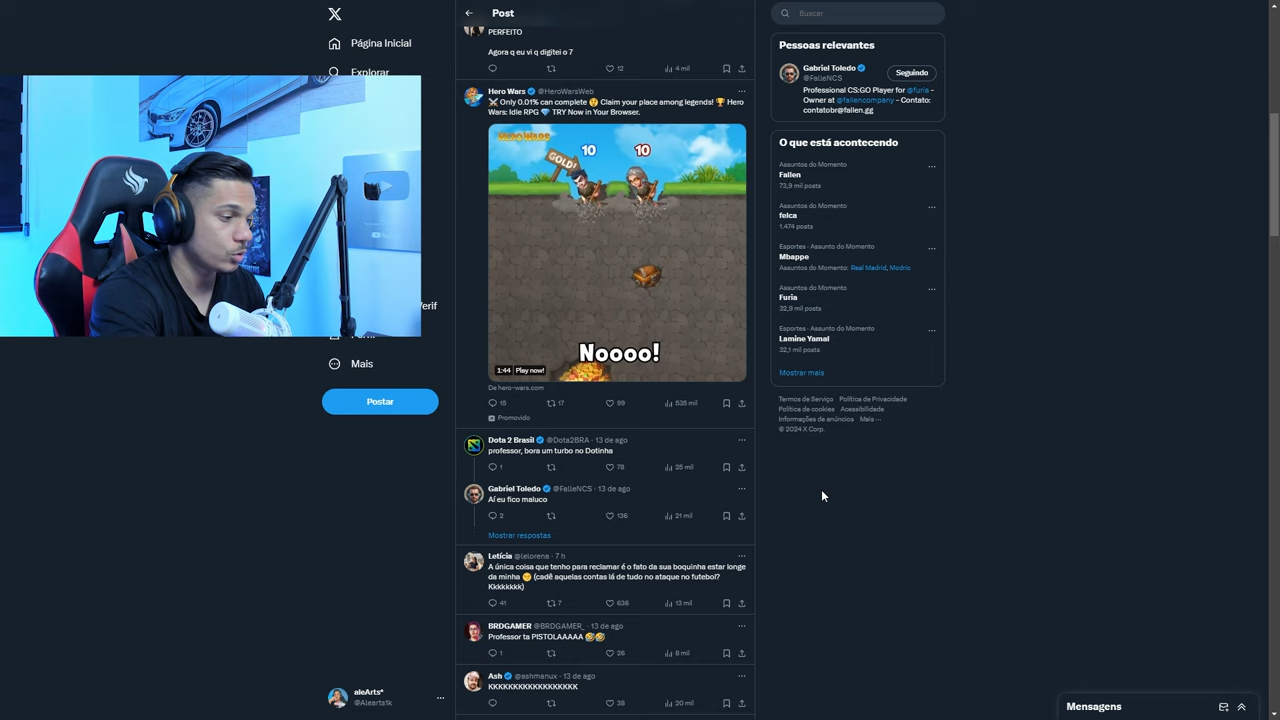 Post
Buscar
Página Inicial
Explorar
Verif
Mais
Postar
aleArts*
@Alearts1k
PERFEITO
Agora q eu vi q digitei o 7
12
4 mil
Hero Wars @HeroWarsWeb
⚔️ Only 0.01% can complete 🤔 Claim your place among legends! 🏆 Hero
Wars: Idle RPG 💎 TRY Now in Your Browser.
HERO WARS
GOLD!
10
10
Noooo!
1:44 Play now!
De hero-wars.com
15
17
99
535 mil
Promovido
Dota 2 Brasil @Dota2BRA · 13 de ago
professor, bora um turbo no Dotinha
1
78
25 mil
Gabriel Toledo @FalleNCS · 13 de ago
Aí eu fico maluco
2
136
21 mil
Mostrar respostas
Letícia @lelorena · 7 h
A única coisa que tenho para reclamar é o fato da sua boquinha estar longe
da minha 😚 (cadê aquelas contas lá de tudo no ataque no futebol?
Kkkkkkkk)
41
7
636
13 mil
BRDGAMER @BRDGAMER_ · 13 de ago
Professor ta PISTOLAAAAA 🤣🤣
1
26
8 mil
Ash @ashmanux · 13 de ago
KKKKKKKKKKKKKKKKKK
38
20 mil
Pessoas relevantes
Gabriel Toledo
@FalleNCS
Seguindo
Professional CS:GO Player for @furia -
Owner at @fallencompany - Contato:
contatobr@fallen.gg
O que está acontecendo
Assuntos do Momento
Fallen
73,9 mil posts
Assuntos do Momento
felca
1.474 posts
Esportes · Assunto do Momento
Mbappe
Assuntos do Momento: Real Madrid, Modric
Assuntos do Momento
Furia
32,9 mil posts
Esportes · Assunto do Momento
Lamine Yamal
32,1 mil posts
Mostrar mais
Termos de Serviço Política de Privacidade
Política de cookies Acessibilidade
Informações de anúncios Mais ···
© 2024 X Corp.
Mensagens